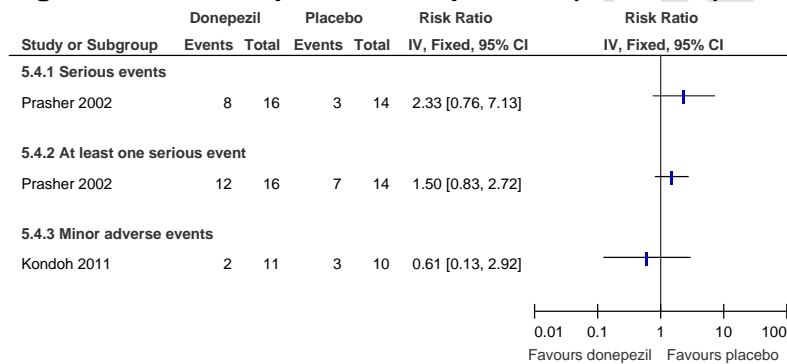 Donepezil Placebo Risk Ratio Risk Ratio
Study or Subgroup Events Total Events Total IV, Fixed, 95% CI IV, Fixed, 95% CI
5.4.1 Serious events
Prasher 2002 8 16 3 14 2.33 [0.76, 7.13]
5.4.2 At least one serious event
Prasher 2002 12 16 7 14 1.50 [0.83, 2.72]
5.4.3 Minor adverse events
Kondoh 2011 2 11 3 10 0.61 [0.13, 2.92]
0.01 0.1 1 10 100
Favours donepezil Favours placebo